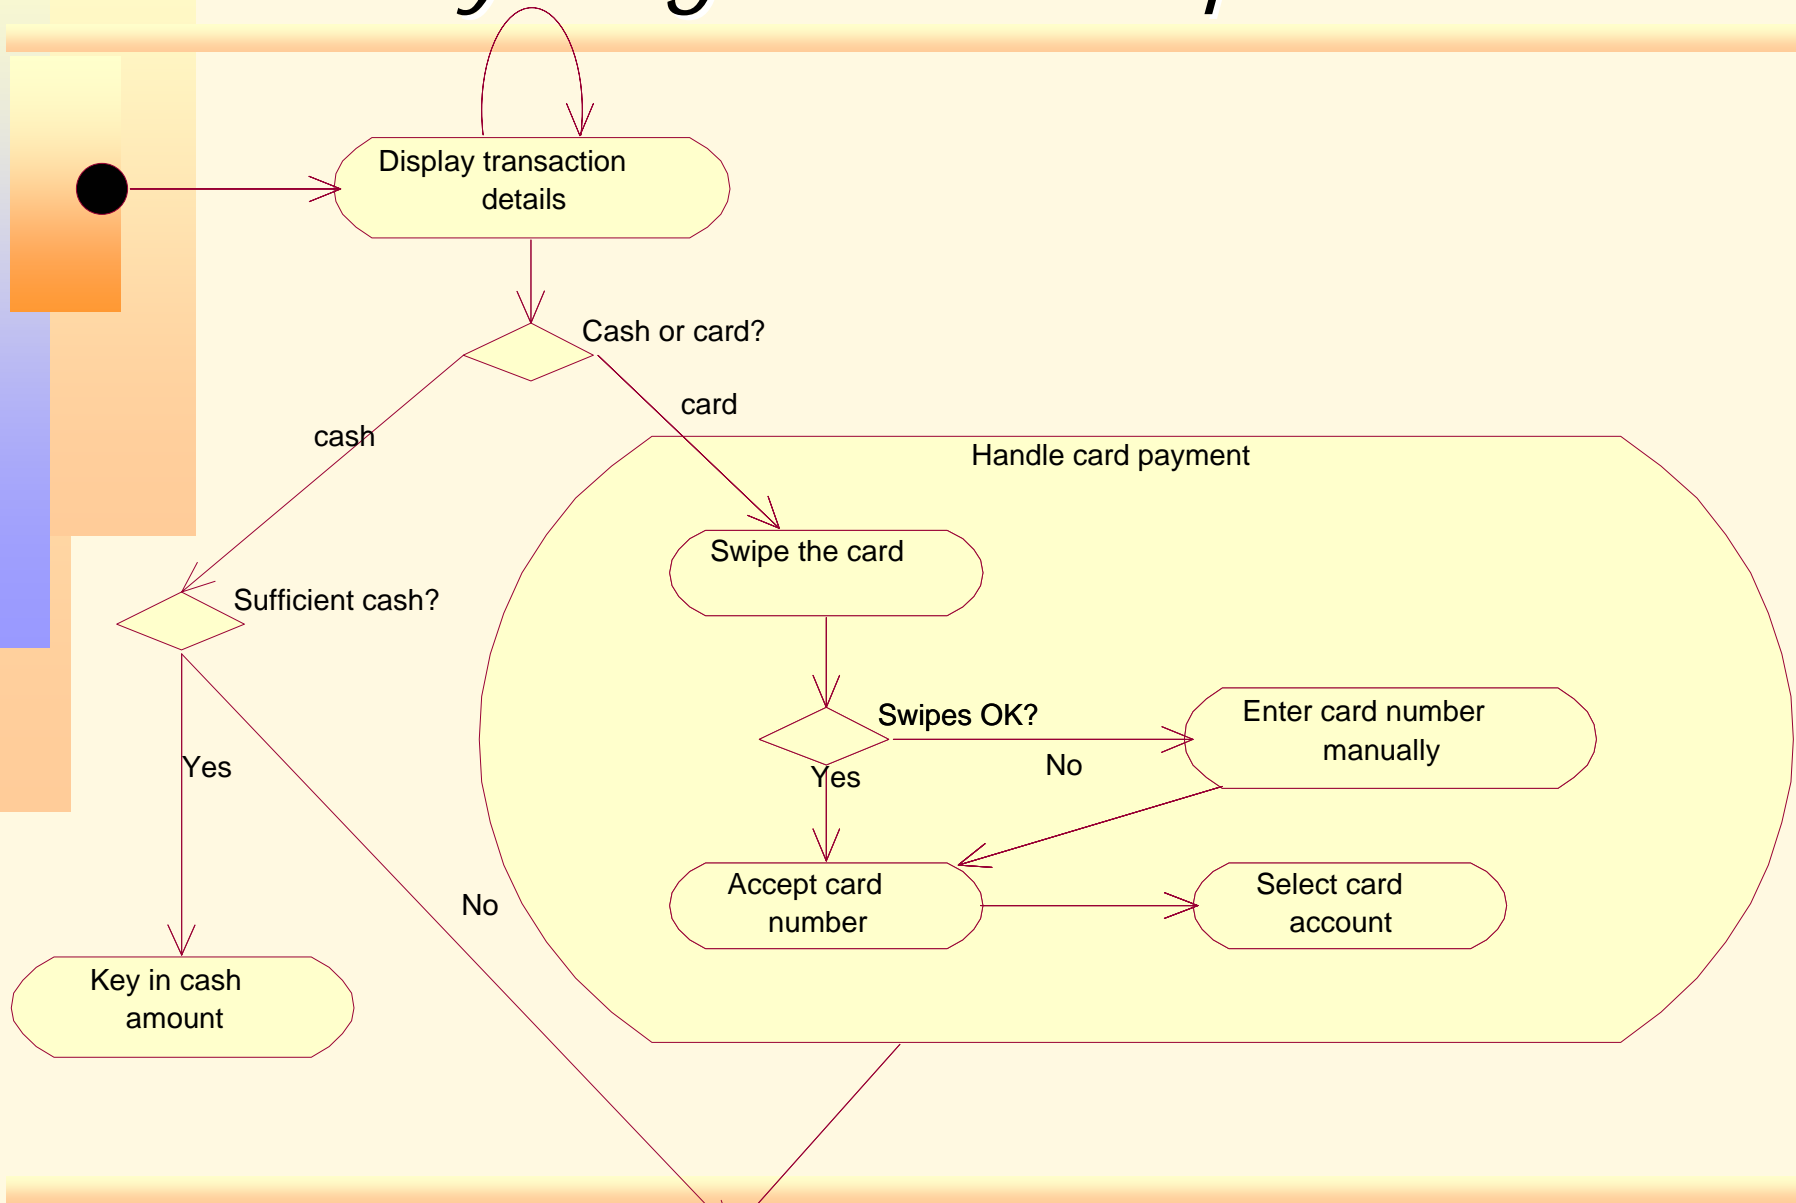 Display transaction
details
Cash or card?
card
cash
Handle card payment
Swipe the card
Sufficient cash?
Swipes OK?
Enter card number
manually
Yes
No
Yes
Accept card
number
Select card
account
No
Key in cash
amount